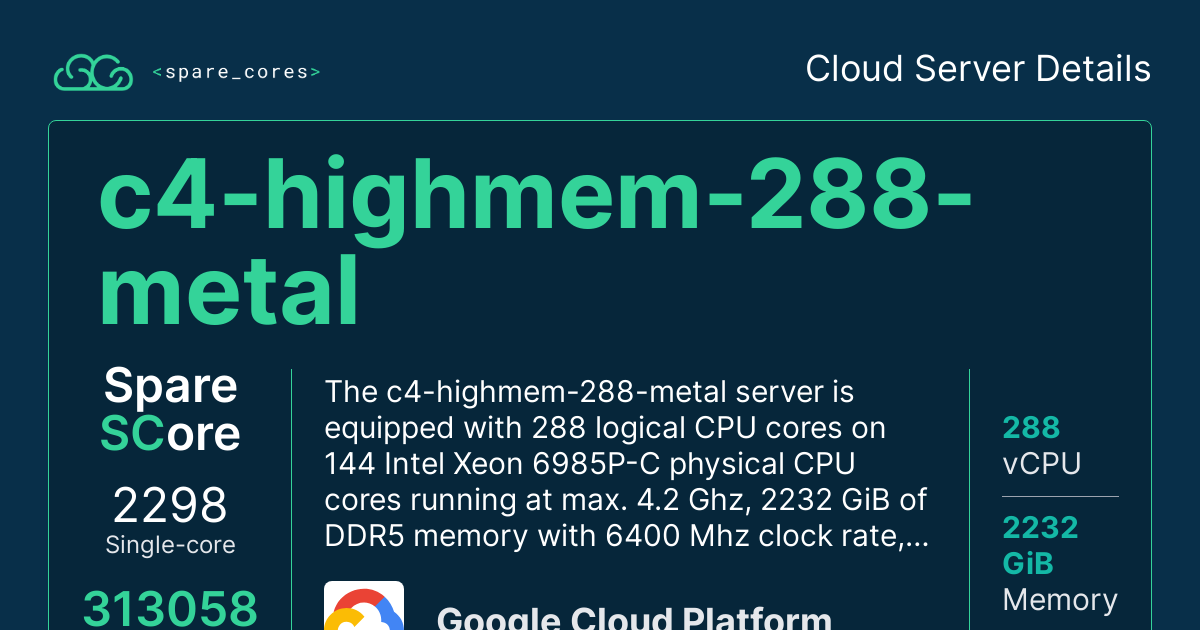 <spare_cores>
Cloud Server Details
c4-highmem-288-
metal
Spare
SCore
2298
Single-core
313058
The c4-highmem-288-metal server is
equipped with 288 logical CPU cores on
144 Intel Xeon 6985P-C physical CPU
cores running at max. 4.2 Ghz, 2232 GiB of
DDR5 memory with 6400 Mhz clock rate,...
Google Cloud Platform
288
vCPU
2232
GiB
Memory